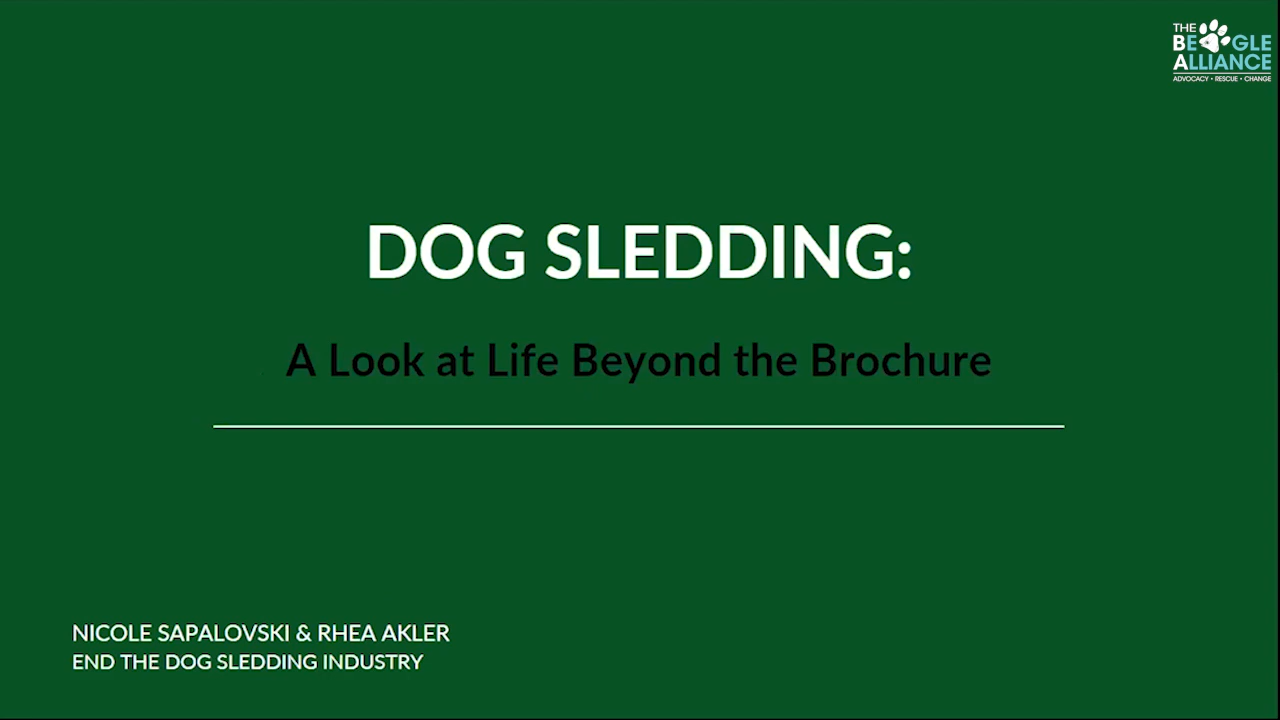 THE
BEAGLE
ALLIANCE
ADVOCACY • RESCUE • CHANGE
DOG SLEDDING:
A Look at Life Beyond the Brochure
NICOLE SAPALOVSKI & RHEA AKLER
END THE DOG SLEDDING INDUSTRY